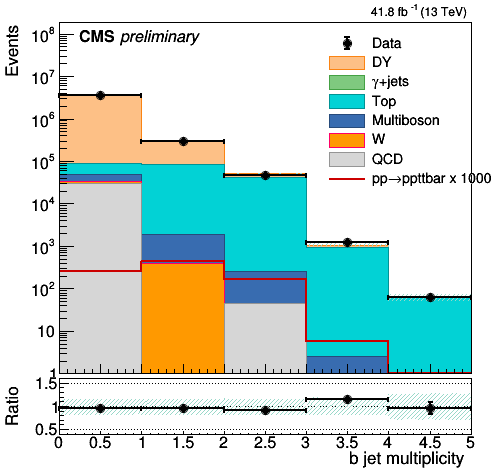 41.8 fb⁻¹ (13 TeV)
CMS preliminary
Events
10⁸
10⁷
10⁶
10⁵
10⁴
10³
10²
10
1
Data
DY
γ+jets
Top
Multiboson
W
QCD
pp→ppttbar x 1000
Ratio
1.5
1
0.5
0 0.5 1 1.5 2 2.5 3 3.5 4 4.5 5
b jet multiplicity